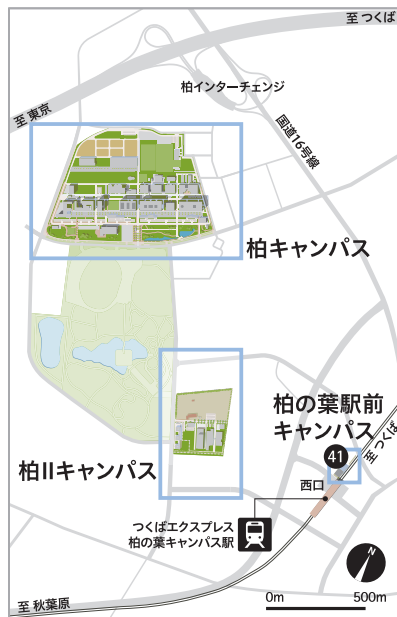 至 つくば
柏インターチェンジ
至 東京
国道16号線
柏キャンパス
柏の葉駅前
キャンパス
41
至 つくば
柏IIキャンパス
西口
つくばエクスプレス
柏の葉キャンパス駅
N
至 秋葉原
0m
500m